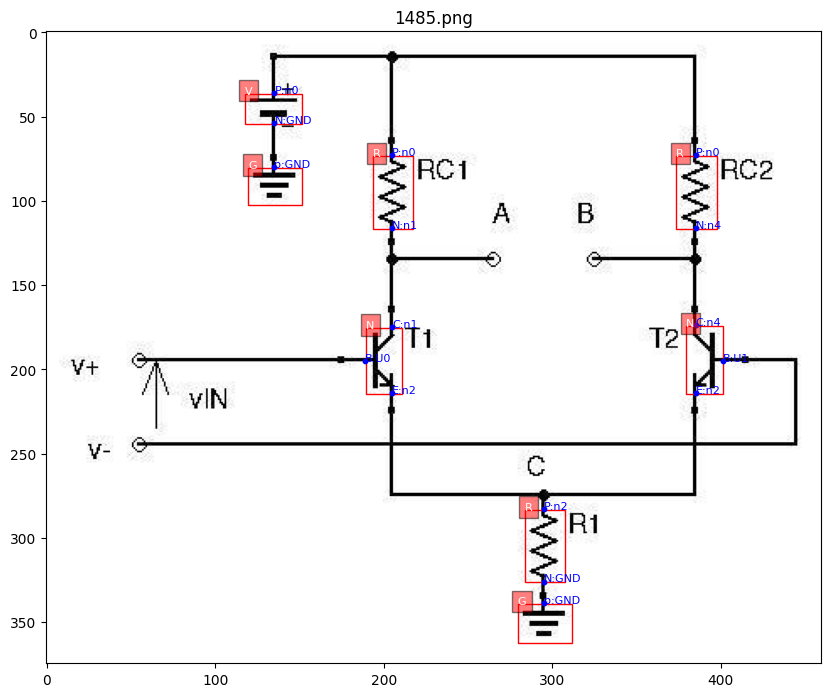 1485.png
0
50
100
150
200
250
300
350
0
100
200
300
400
V
P:n0
+
N:GND
G
p:GND
R
P:n0
RC1
N:n1
R
P:n0
RC2
N:n4
A
B
N
C:n1
T1
B:U0
E:n2
N
C:n4
T2
B:U1
E:n2
v+
vIN
v-
C
R
P:n2
R1
N:GND
G
p:GND